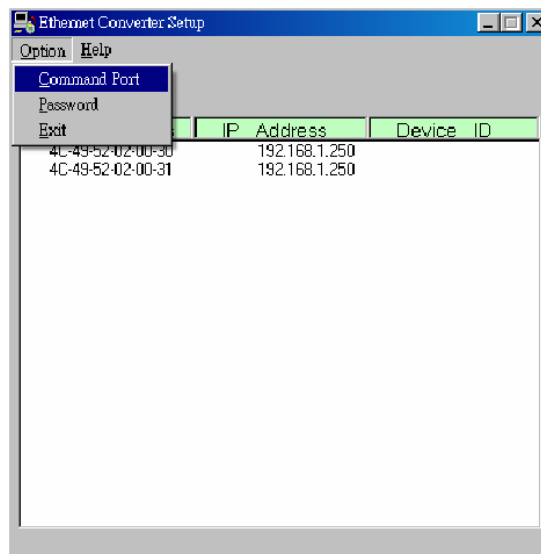 Ethernet Converter Setup
Option Help
Command Port
Password
Exit
IP Address Device ID
4C-49-52-02-00-30 192.168.1.250
4C-49-52-02-00-31 192.168.1.250